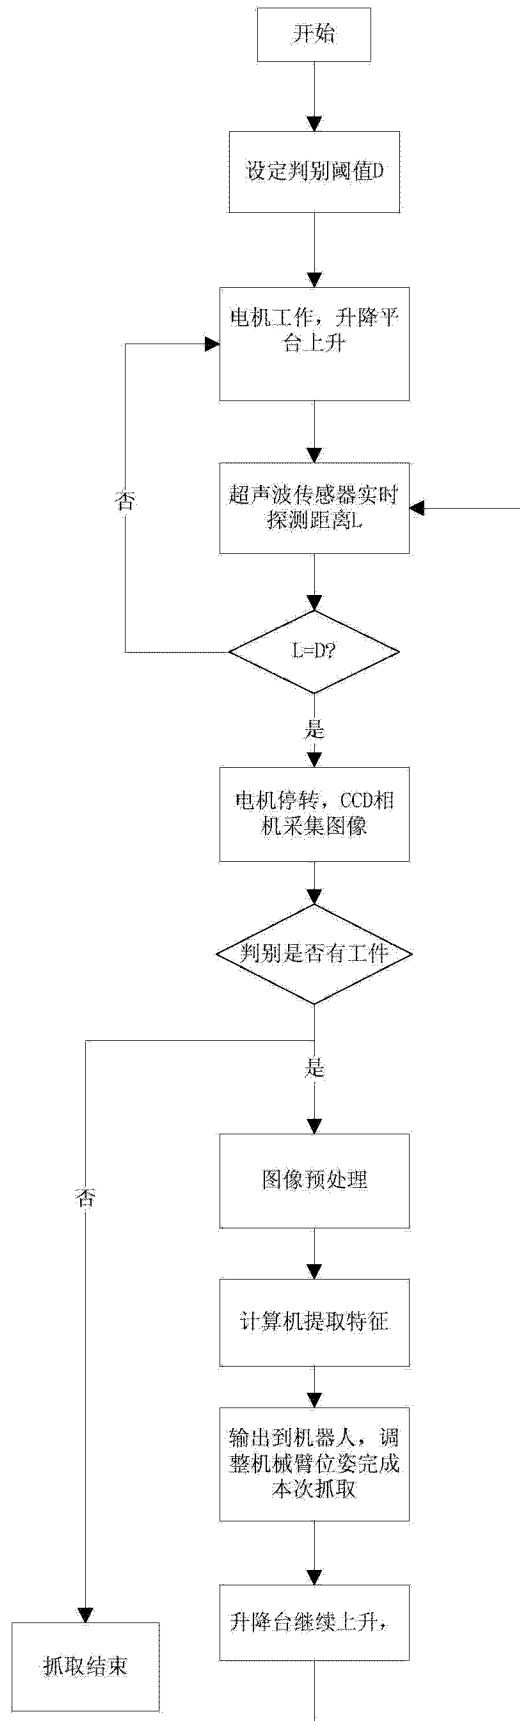 开始
设定判别阈值D
电机工作，升降平
台上升
超声波传感器实时
探测距离L
否
L=D?
是
电机停转，CCD相
机采集图像
判别是否有工件
是
图像预处理
否
计算机提取特征
输出到机器人，调
整机械臂位姿完成
本次抓取
升降台继续上升，
抓取结束